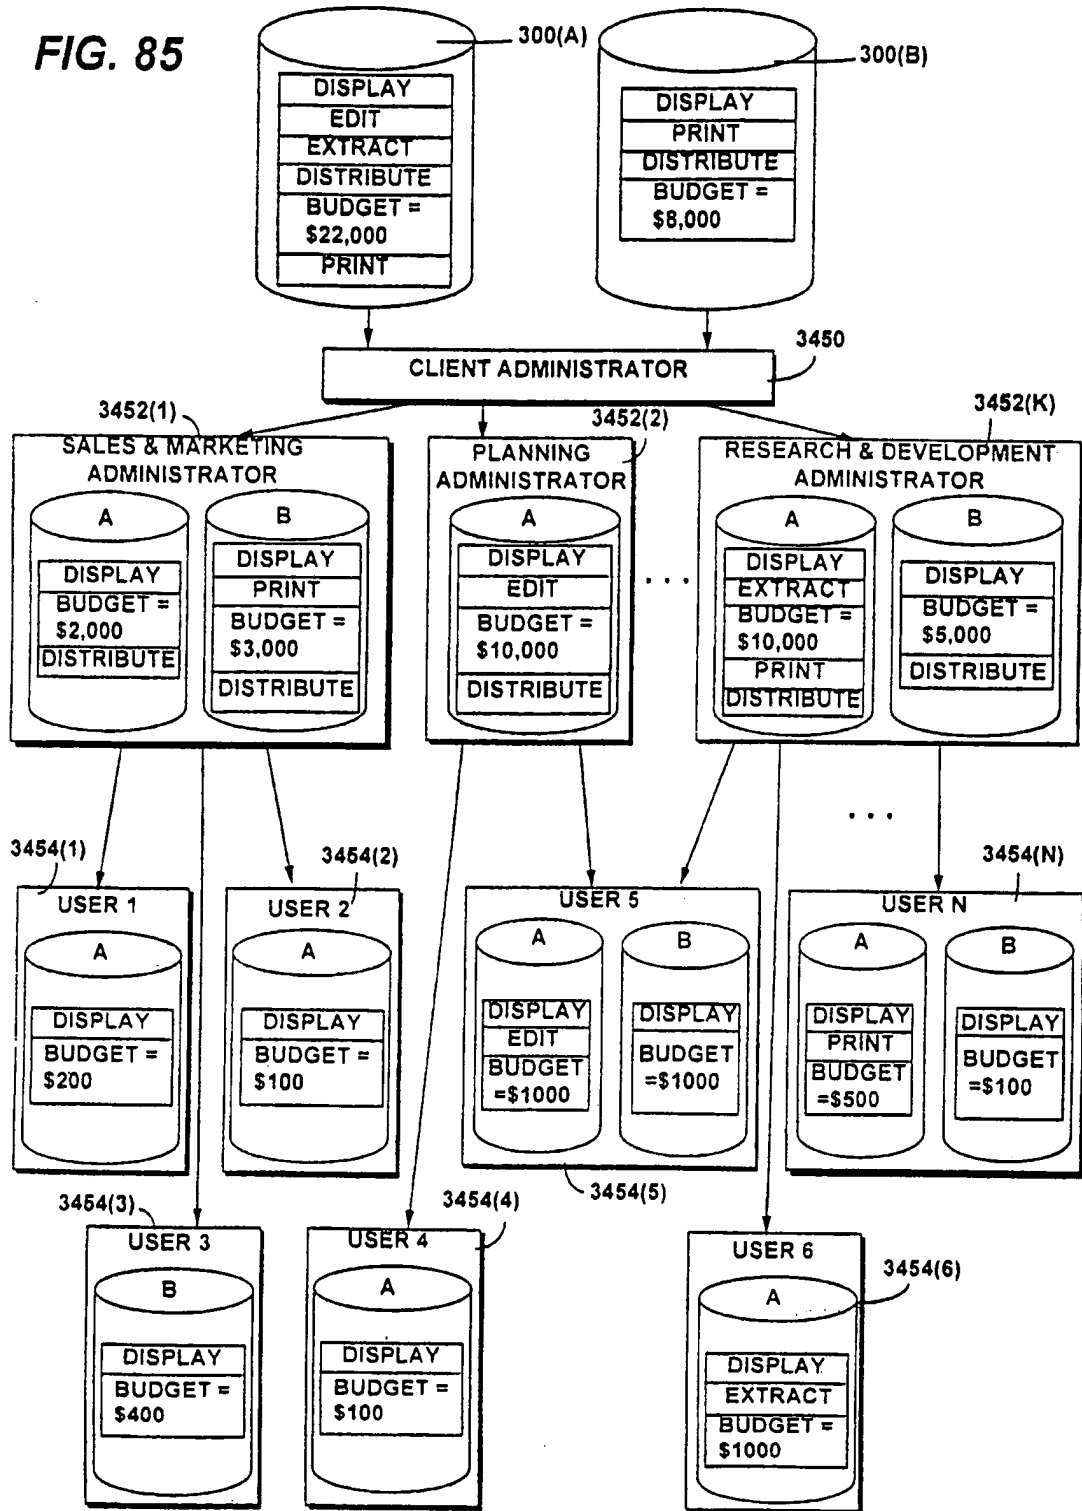 FIG. 85
300(A)
DISPLAY
EDIT
EXTRACT
DISTRIBUTE
BUDGET =
$22,000
PRINT
300(B)
DISPLAY
PRINT
DISTRIBUTE
BUDGET =
$8,000
CLIENT ADMINISTRATOR
3450
3452(1)
SALES & MARKETING
ADMINISTRATOR
A
DISPLAY
BUDGET =
$2,000
DISTRIBUTE
B
DISPLAY
PRINT
BUDGET =
$3,000
DISTRIBUTE
3452(2)
PLANNING
ADMINISTRATOR
A
DISPLAY
EDIT
BUDGET =
$10,000
DISTRIBUTE
. . .
3452(K)
RESEARCH & DEVELOPMENT
ADMINISTRATOR
A
DISPLAY
EXTRACT
BUDGET =
$10,000
PRINT
DISTRIBUTE
B
DISPLAY
BUDGET =
$5,000
DISTRIBUTE
. . .
3454(1)
USER 1
A
DISPLAY
BUDGET =
$200
3454(2)
USER 2
A
DISPLAY
BUDGET =
$100
USER 5
A
DISPLAY
EDIT
BUDGET
=$1000
B
DISPLAY
BUDGET
=$1000
3454(5)
3454(N)
USER N
A
DISPLAY
PRINT
BUDGET
=$500
B
DISPLAY
BUDGET
=$100
3454(3)
USER 3
B
DISPLAY
BUDGET =
$400
3454(4)
USER 4
A
DISPLAY
BUDGET =
$100
USER 6
3454(6)
A
DISPLAY
EXTRACT
BUDGET =
$1000